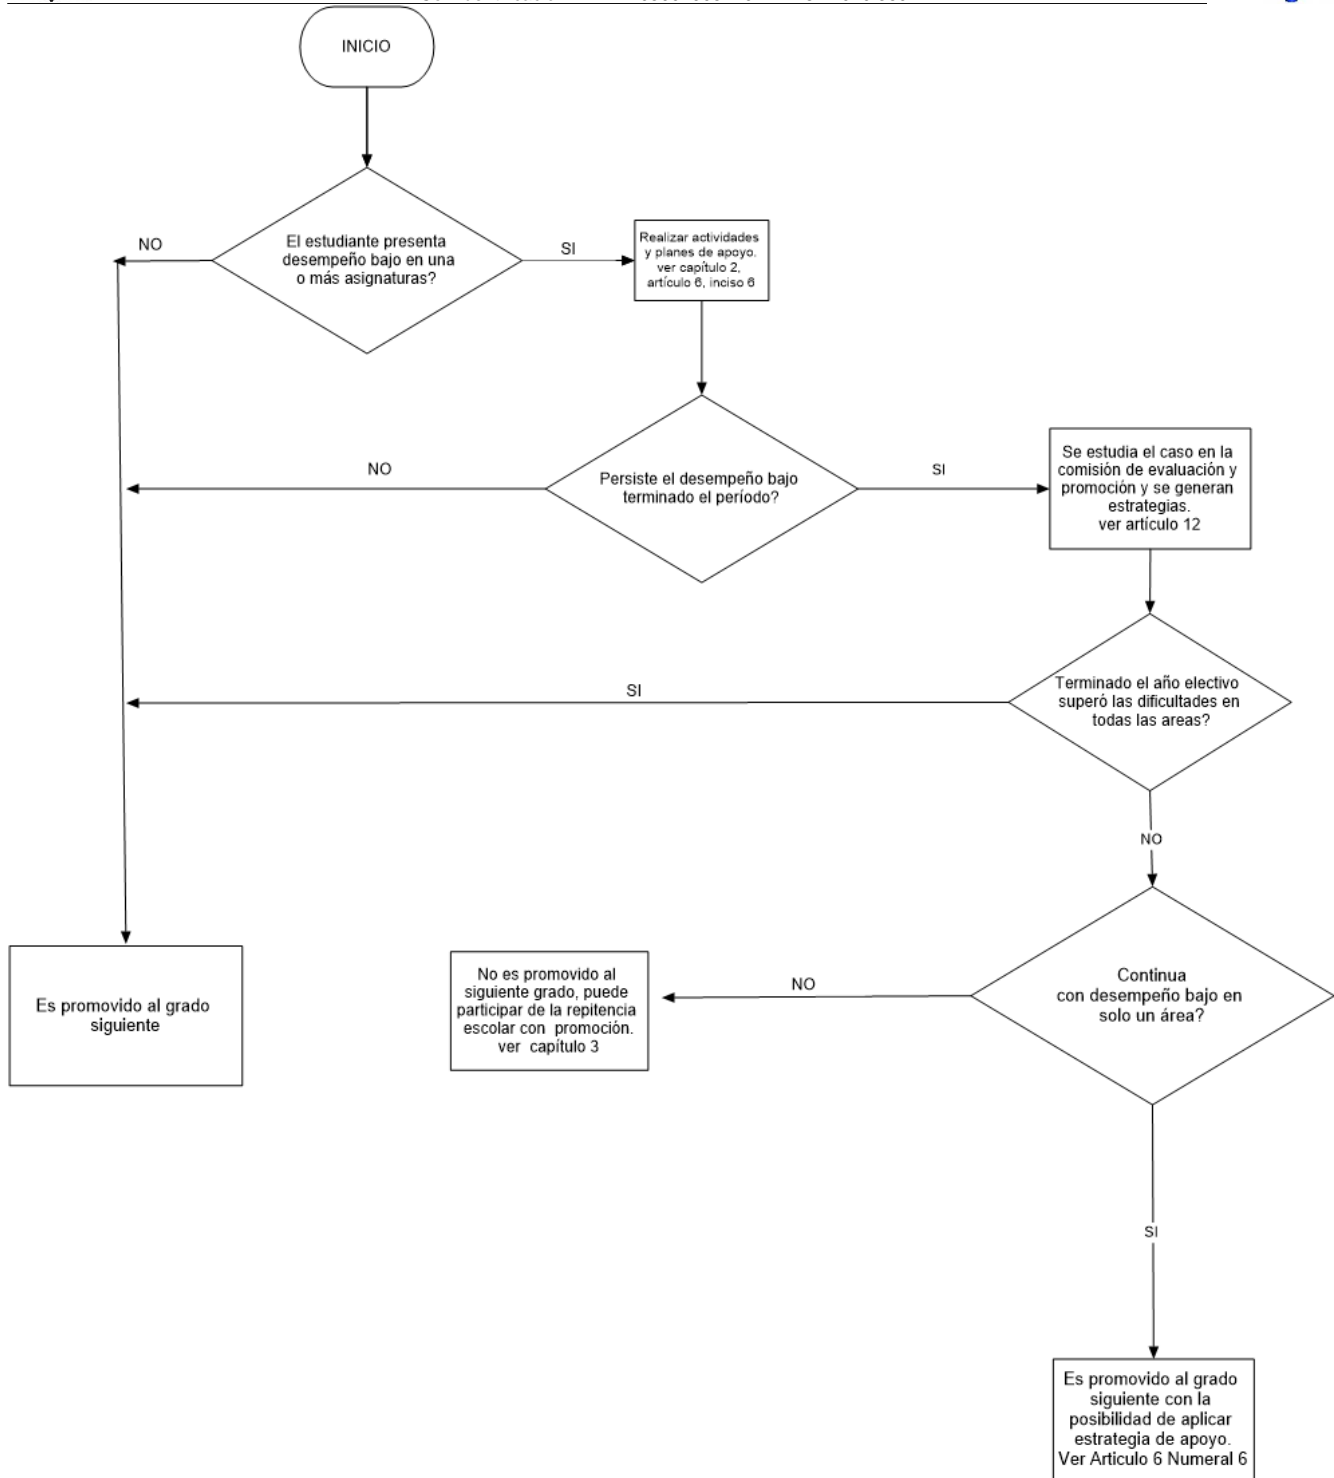 INICIO
El estudiante presenta
desempeño bajo en una
o más asignaturas?
NO
SI
Realizar actividades
y planes de apoyo.
ver capítulo 2,
artículo 6, inciso 6
Persiste el desempeño bajo
terminado el período?
NO
SI
Se estudia el caso en la
comisión de evaluación y
promoción y se generan
estrategias.
ver artículo 12
Terminado el año electivo
superó las dificultades en
todas las areas?
SI
NO
Continua
con desempeño bajo en
solo un área?
NO
No es promovido al
siguiente grado, puede
participar de la repitencia
escolar con promoción.
ver capítulo 3
Es promovido al grado
siguiente
SI
Es promovido al grado
siguiente con la
posibilidad de aplicar
estrategia de apoyo.
Ver Articulo 6 Numeral 6